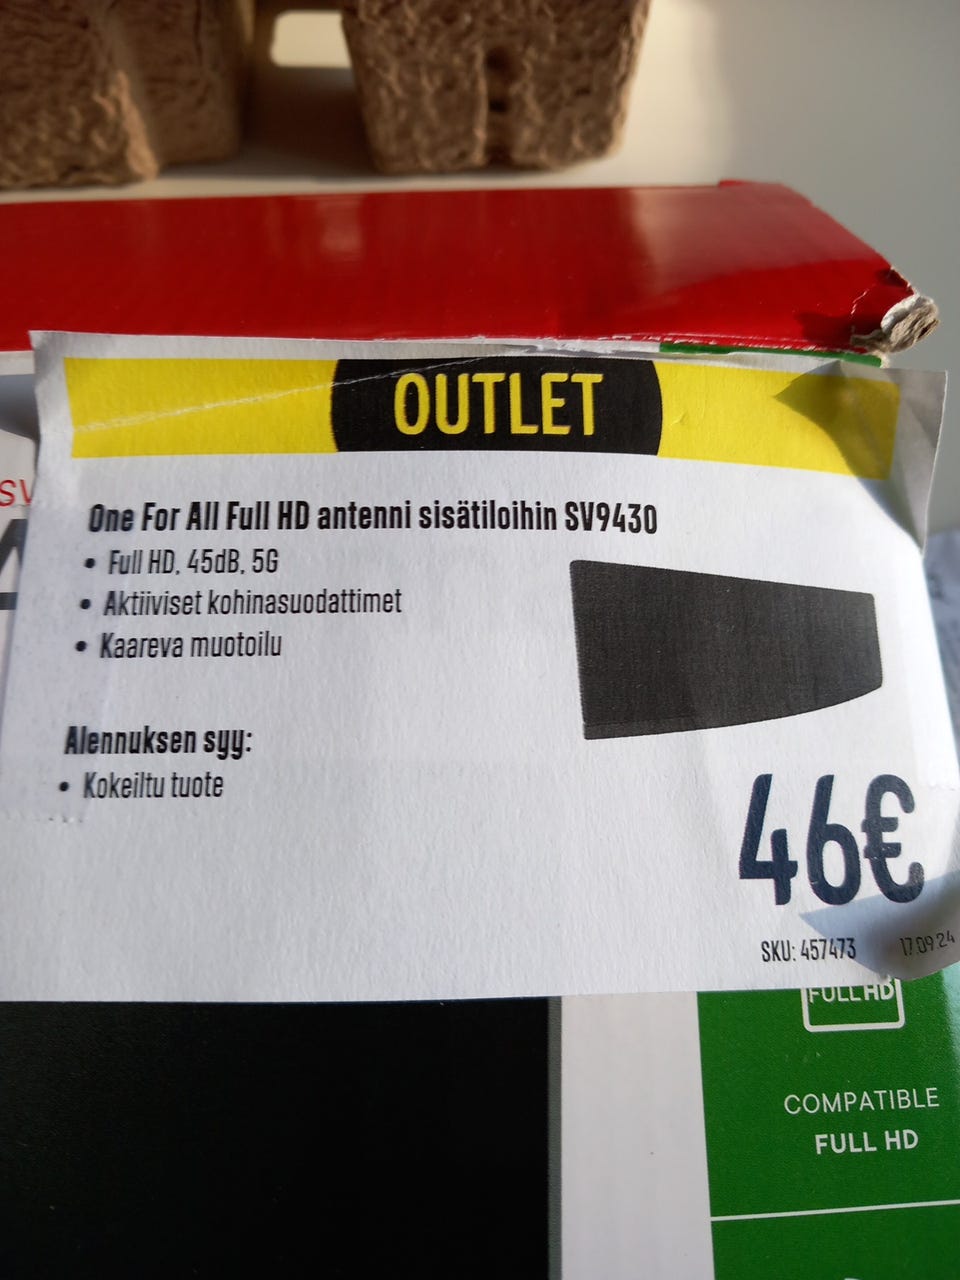 OUTLET
One For All Full HD antenni sisätiloihin SV9430
• Full HD, 45dB, 5G
• Aktiiviset kohinasuodattimet
• Kaareva muotoilu
Alennuksen syy:
• Kokeiltu tuote
46€
SKU: 457473
17.09.24
SV
FULL HD
COMPATIBLE
FULL HD